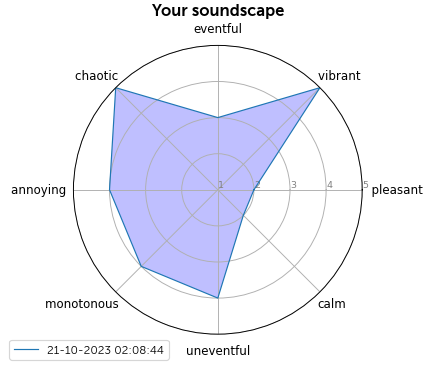 Your soundscape
eventful
chaotic
vibrant
annoying
1 2 3 4 5
pleasant
monotonous
calm
uneventful
21-10-2023 02:08:44